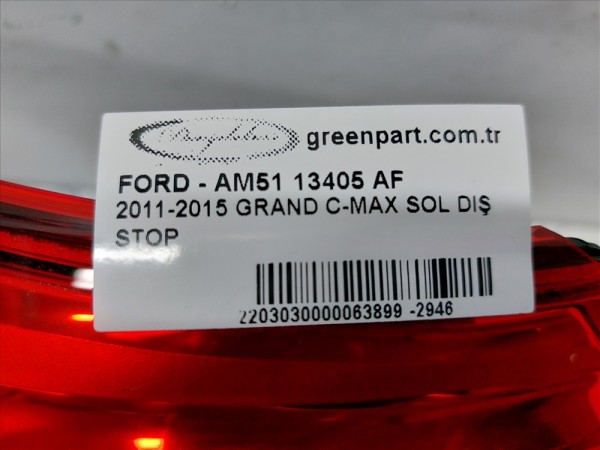 greenpart.com.tr
FORD - AM51 13405 AF
2011-2015 GRAND C-MAX SOL DIŞ
STOP
2203030000063899 -2946